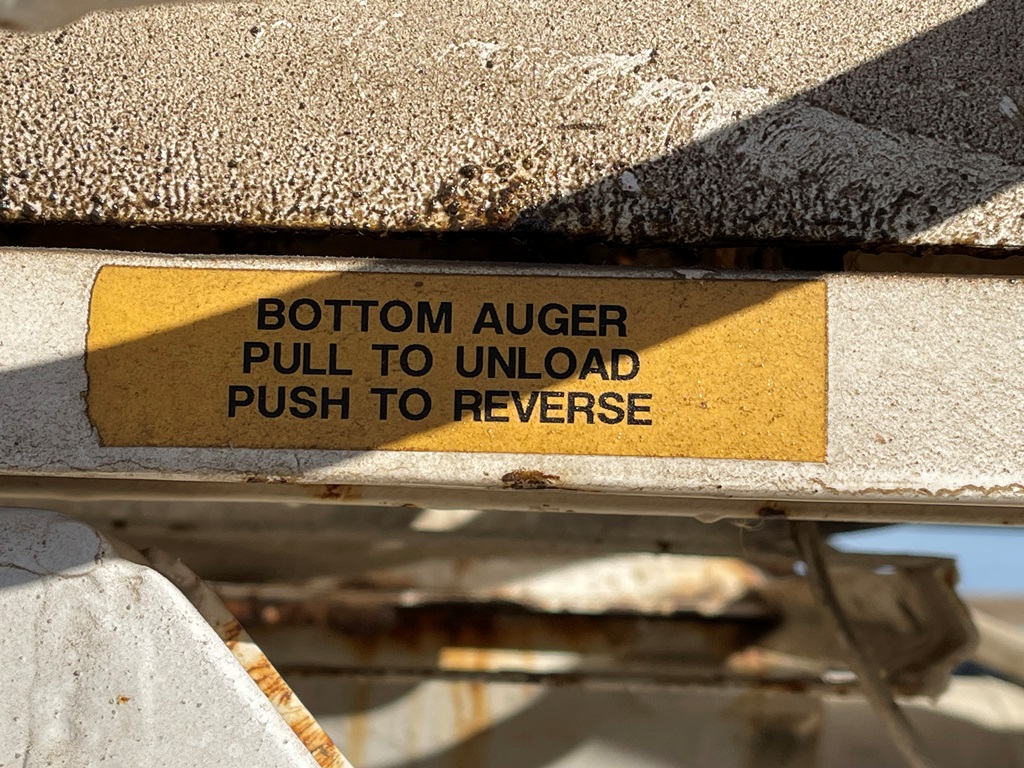 BOTTOM AUGER
PULL TO UNLOAD
PUSH TO REVERSE